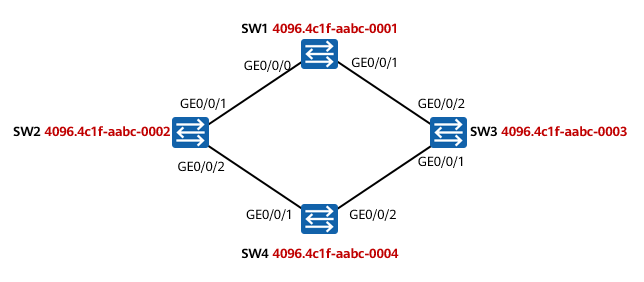 SW1 4096.4c1f-aabc-0001
GE0/0/0
GE0/0/1
GE0/0/1
GE0/0/2
SW2 4096.4c1f-aabc-0002
SW3 4096.4c1f-aabc-0003
GE0/0/2
GE0/0/1
GE0/0/1
GE0/0/2
SW4 4096.4c1f-aabc-0004